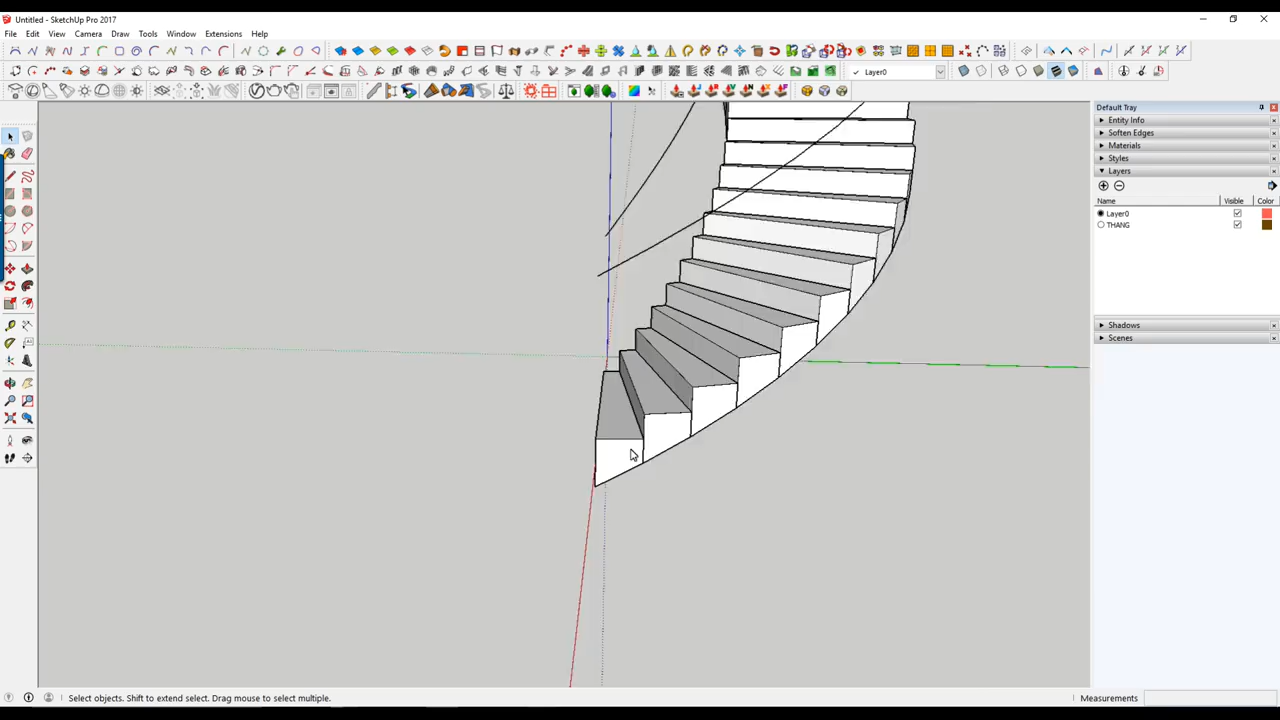 Untitled - SketchUp Pro 2017
File Edit View Camera Draw Tools Window Extensions Help
Layer0
Default Tray
Entity Info
Soften Edges
Materials
Styles
Layers
Name Visible Color
Layer0
THANG
Shadows
Scenes
Select objects. Shift to extend select. Drag mouse to select multiple.
Measurements